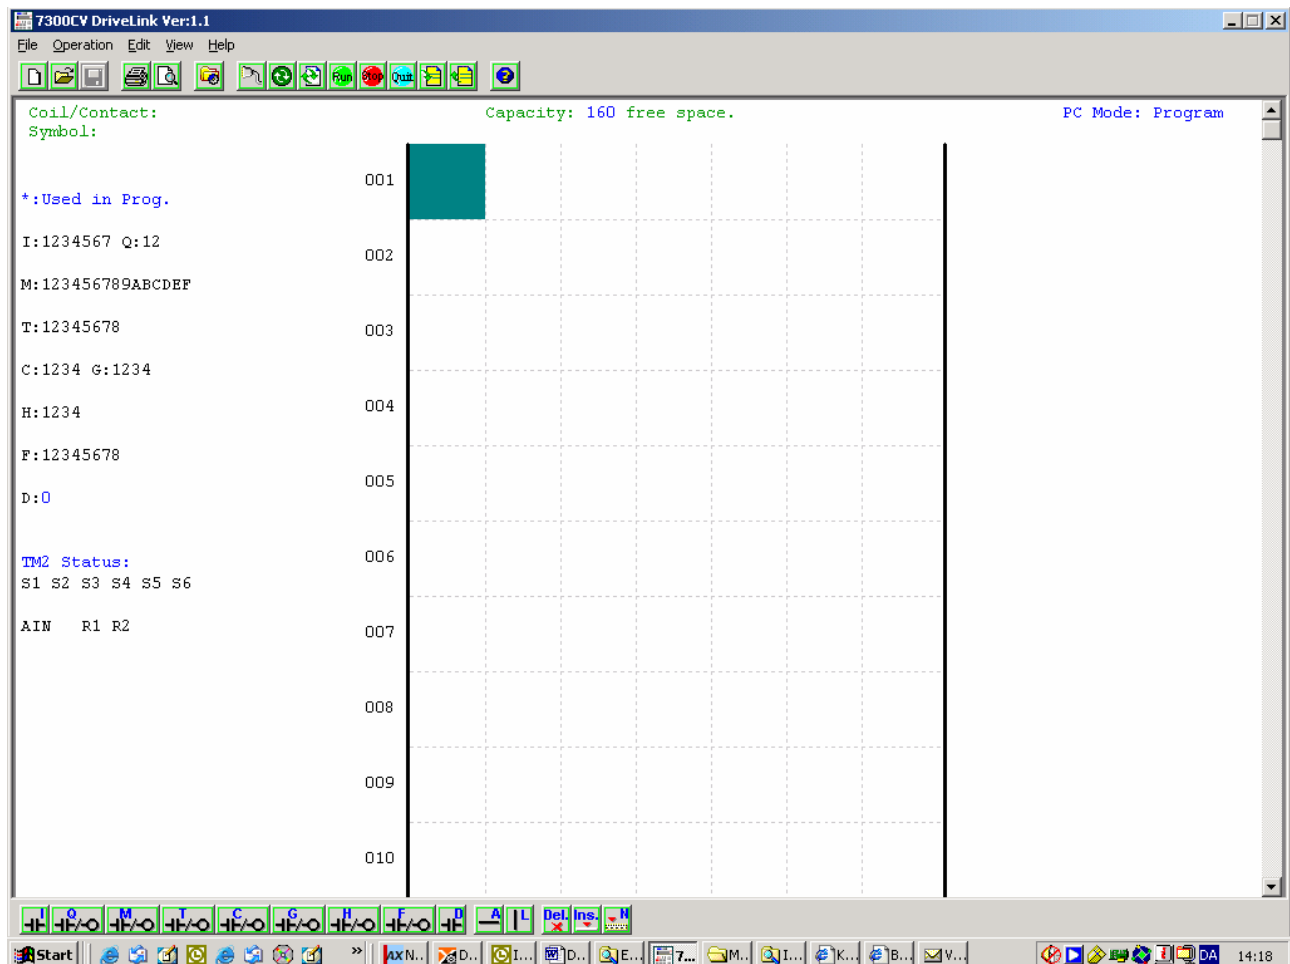 7300CV DriveLink Ver:1.1
File Operation Edit View Help
Run Stop Quit
Coil/Contact: Capacity: 160 free space. PC Mode: Program
Symbol:
001
*:Used in Prog.
I:1234567 Q:12
002
M:123456789ABCDEF
T:12345678
003
C:1234 G:1234
H:1234
004
F:12345678
005
D:0
TM2 Status:
006
S1 S2 S3 S4 S5 S6
AIN R1 R2
007
008
009
010
I Q M T C G H F D A L Del. Ins. N
Start » N.. D.. I... D.. E... 7... M.. I... K... B... V... DA 14:18